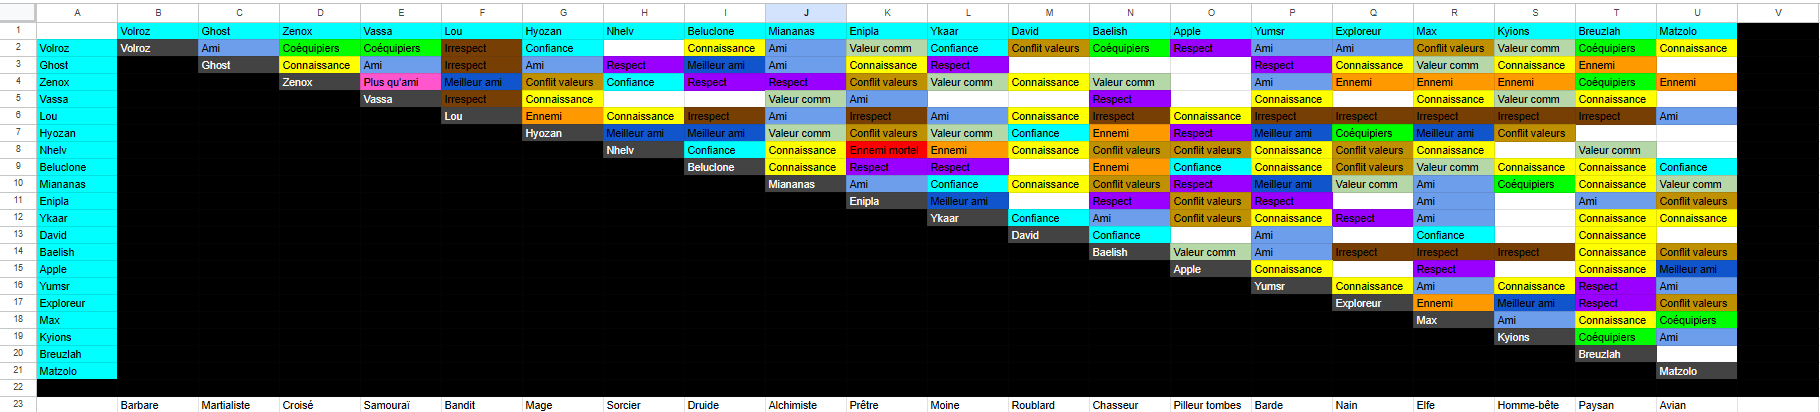 A B C D E F G H I J K L M N O P Q R S T U V
1 Volroz Ghost Zenox Vassa Lou Hyozan Nhelv Beluclone Miananas Enipla Ykaar David Baelish Apple Yumsr Exploreur Max Kyions Breuzlah Matzolo
2 Volroz Volroz Ami Coéquipiers Coéquipiers Irrespect Confiance Connaissance Ami Valeur comm Confiance Conflit valeurs Coéquipiers Respect Ami Ami Conflit valeurs Valeur comm Coéquipiers Connaissance
3 Ghost Ghost Connaissance Ami Irrespect Ami Respect Meilleur ami Ami Connaissance Respect Respect Connaissance Valeur comm Connaissance Ennemi
4 Zenox Zenox Plus qu'ami Meilleur ami Conflit valeurs Confiance Respect Respect Conflit valeurs Valeur comm Connaissance Valeur comm Ami Ennemi Ennemi Ennemi Coéquipiers Ennemi
5 Vassa Vassa Irrespect Connaissance Valeur comm Ami Respect Connaissance Connaissance Valeur comm Connaissance
6 Lou Lou Ennemi Connaissance Irrespect Ami Irrespect Ami Connaissance Irrespect Connaissance Irrespect Irrespect Irrespect Irrespect Irrespect Ami
7 Hyozan Hyozan Meilleur ami Meilleur ami Valeur comm Conflit valeurs Valeur comm Confiance Ennemi Respect Meilleur ami Coéquipiers Meilleur ami Conflit valeurs
8 Nhelv Nhelv Confiance Connaissance Ennemi mortel Ennemi Connaissance Conflit valeurs Conflit valeurs Connaissance Conflit valeurs Connaissance Valeur comm
9 Beluclone Beluclone Connaissance Respect Respect Ennemi Confiance Connaissance Conflit valeurs Valeur comm Connaissance Connaissance Confiance
10 Miananas Miananas Ami Confiance Connaissance Conflit valeurs Respect Meilleur ami Valeur comm Ami Coéquipiers Connaissance Valeur comm
11 Enipla Enipla Meilleur ami Respect Conflit valeurs Respect Ami Ami Conflit valeurs
12 Ykaar Ykaar Confiance Ami Conflit valeurs Connaissance Respect Ami Connaissance Connaissance
13 David David Confiance Ami Confiance Connaissance
14 Baelish Baelish Valeur comm Ami Irrespect Irrespect Irrespect Connaissance Conflit valeurs
15 Apple Apple Connaissance Respect Connaissance Meilleur ami
16 Yumsr Yumsr Connaissance Ami Connaissance Respect Ami
17 Exploreur Exploreur Ennemi Meilleur ami Respect Conflit valeurs
18 Max Max Ami Connaissance Coéquipiers
19 Kyions Kyions Coéquipiers Ami
20 Breuzlah Breuzlah
21 Matzolo Matzolo
22
23 Barbare Martialiste Croisé Samouraï Bandit Mage Sorcier Druide Alchimiste Prêtre Moine Roublard Chasseur Pilleur tombes Barde Nain Elfe Homme-bête Paysan Avian